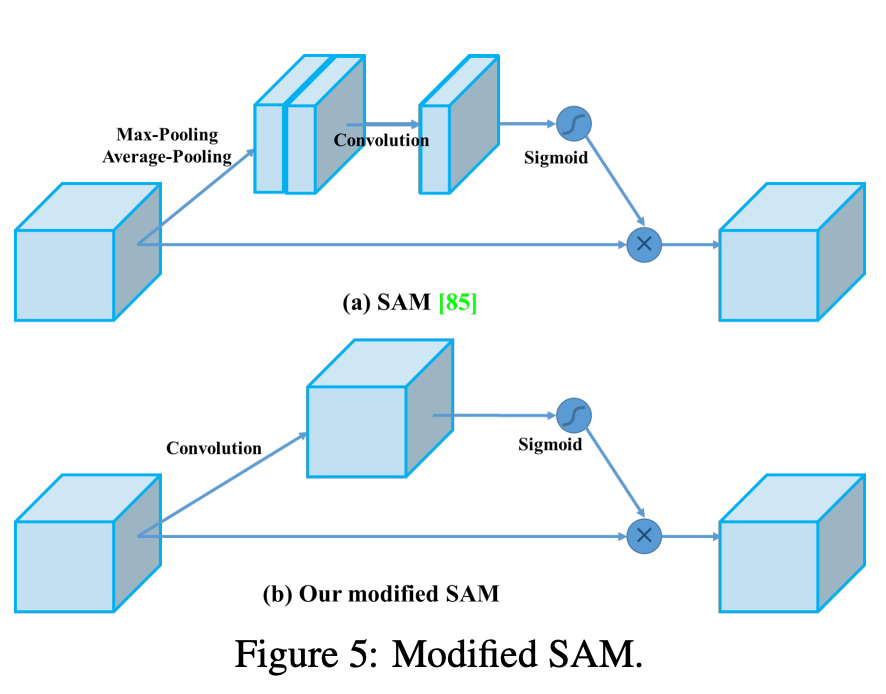 Max-Pooling
Average-Pooling
Convolution
Sigmoid
×
(a) SAM [85]
Convolution
Sigmoid
×
(b) Our modified SAM
Figure 5: Modified SAM.